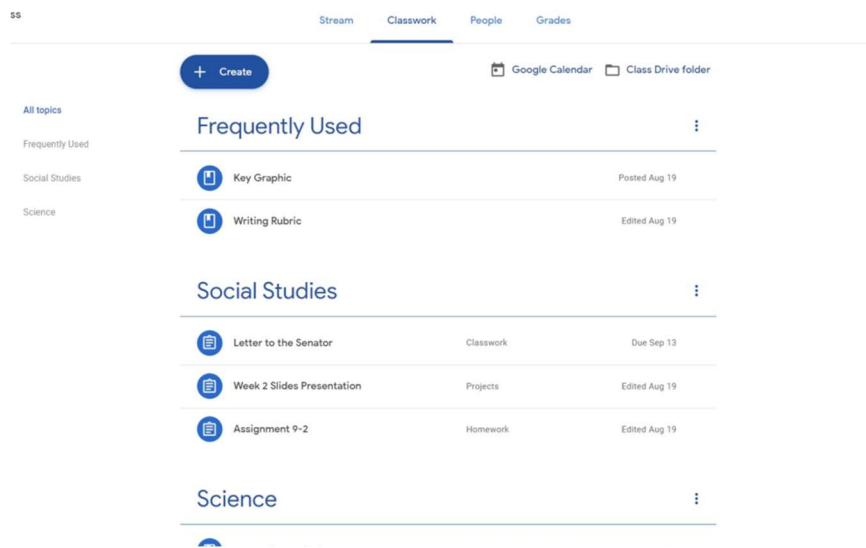 ss
Stream Classwork People Grades
+ Create
Google Calendar Class Drive folder
All topics
Frequently Used
Social Studies
Science
Frequently Used
Key Graphic Posted Aug 19
Writing Rubric Edited Aug 19
Social Studies
Letter to the Senator Classwork Due Sep 13
Week 2 Slides Presentation Projects Edited Aug 19
Assignment 9-2 Homework Edited Aug 19
Science